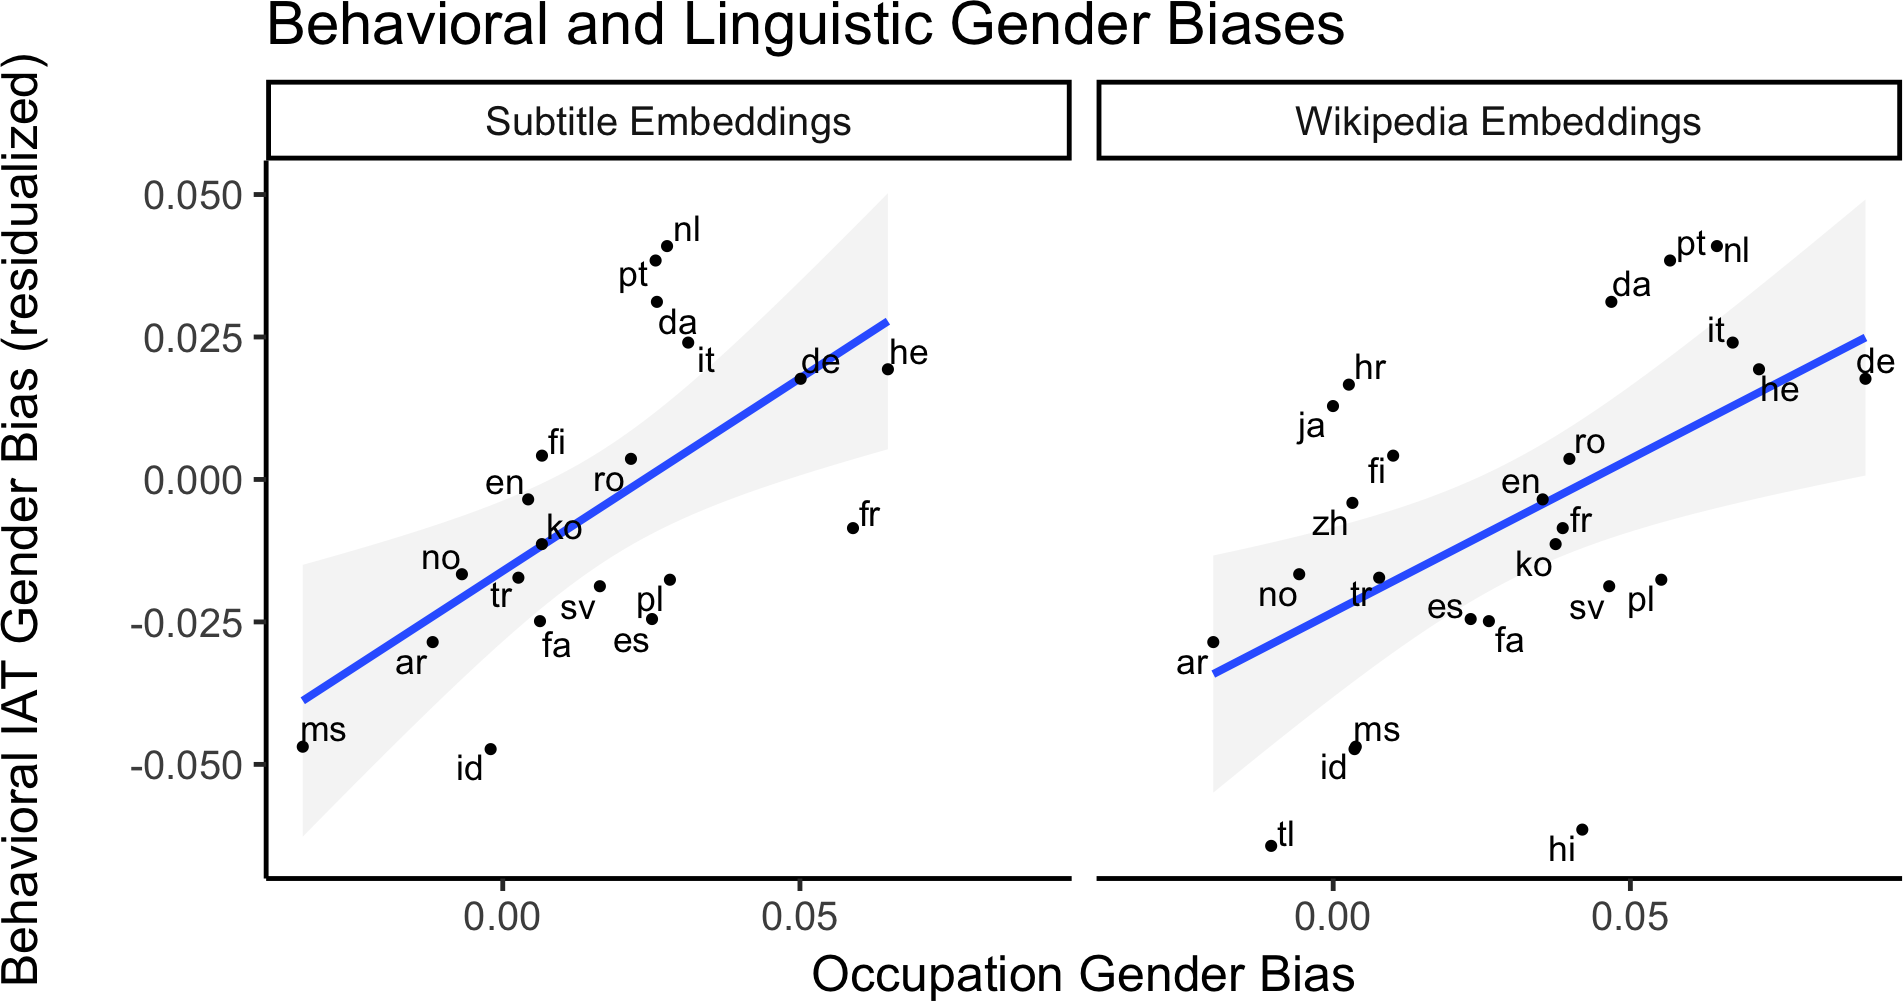 Behavioral and Linguistic Gender Biases
Behavioral IAT Gender Bias (residualized)
Subtitle Embeddings
Wikipedia Embeddings
0.050
0.025
0.000
-0.025
-0.050
nl
pt
da
it
de
he
fi
en
ro
ko
fr
no
tr
sv
pl
fa
es
ar
ms
id
pt
nl
da
it
de
he
hr
ja
fi
ro
en
zh
fr
ko
no
tr
es
fa
sv
pl
ar
ms
id
tl
hi
0.00
0.05
0.00
0.05
Occupation Gender Bias